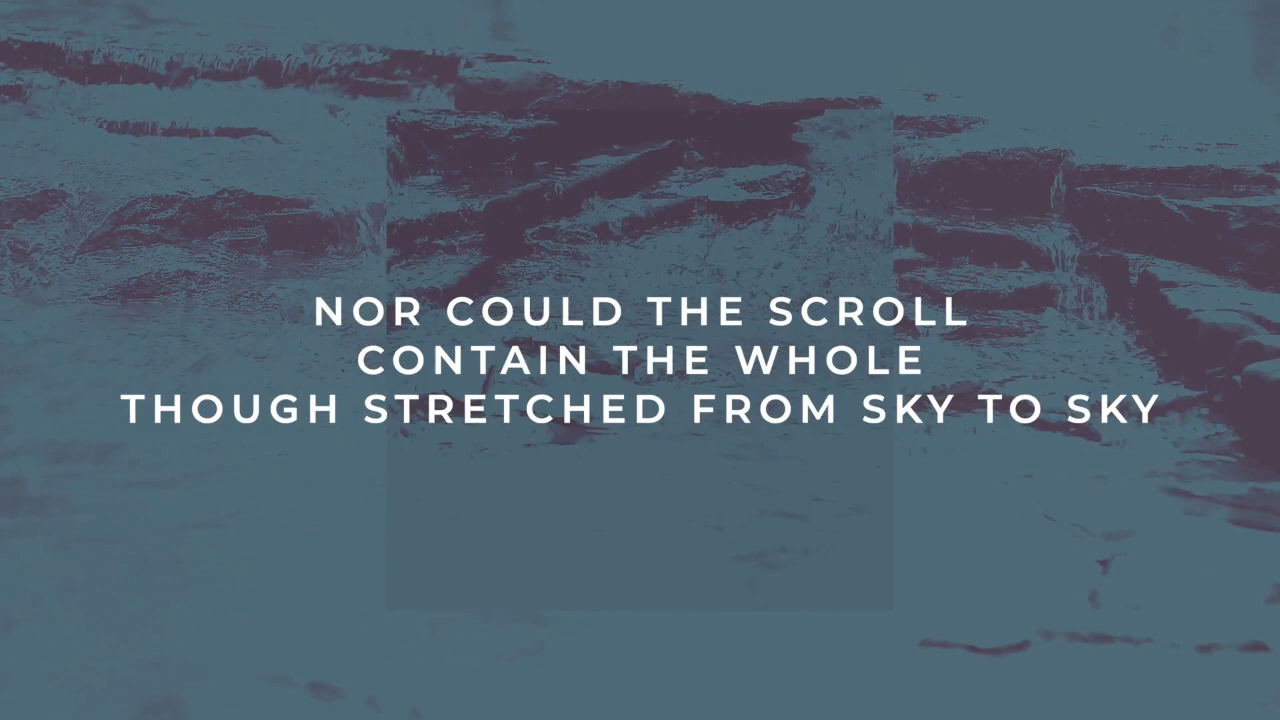 NOR COULD THE SCROLL
CONTAIN THE WHOLE
THOUGH STRETCHED FROM SKY TO SKY